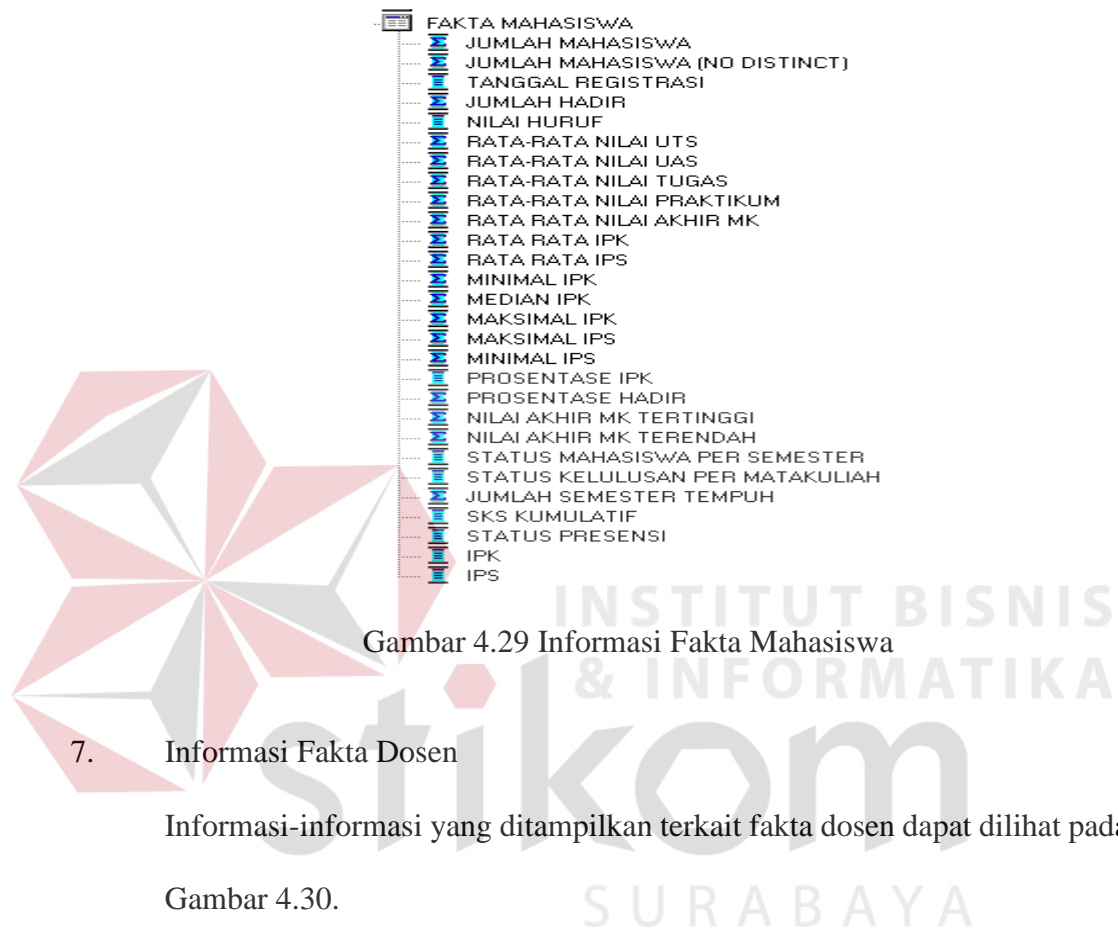 FAKTA MAHASISWA
JUMLAH MAHASISWA
JUMLAH MAHASISWA (NO DISTINCT)
TANGGAL REGISTRASI
JUMLAH HADIR
NILAI HURUF
RATA-RATA NILAI UTS
RATA-RATA NILAI UAS
RATA-RATA NILAI TUGAS
RATA-RATA NILAI PRAKTIKUM
RATA RATA NILAI AKHIR MK
RATA RATA IPK
RATA RATA IPS
MINIMAL IPK
MEDIAN IPK
MAKSIMAL IPK
MAKSIMAL IPS
MINIMAL IPS
PROSENTASE IPK
PROSENTASE HADIR
NILAI AKHIR MK TERTINGGI
NILAI AKHIR MK TERENDAH
STATUS MAHASISWA PER SEMESTER
STATUS KELULUSAN PER MATAKULIAH
JUMLAH SEMESTER TEMPUH
SKS KUMULATIF
STATUS PRESENSI
IPK
IPS
INSTITUT BISNIS
Gambar 4.29 Informasi Fakta Mahasiswa
& INFORMATIKA
stikom
7. Informasi Fakta Dosen
Informasi-informasi yang ditampilkan terkait fakta dosen dapat dilihat pada
Gambar 4.30.
SURABAYA